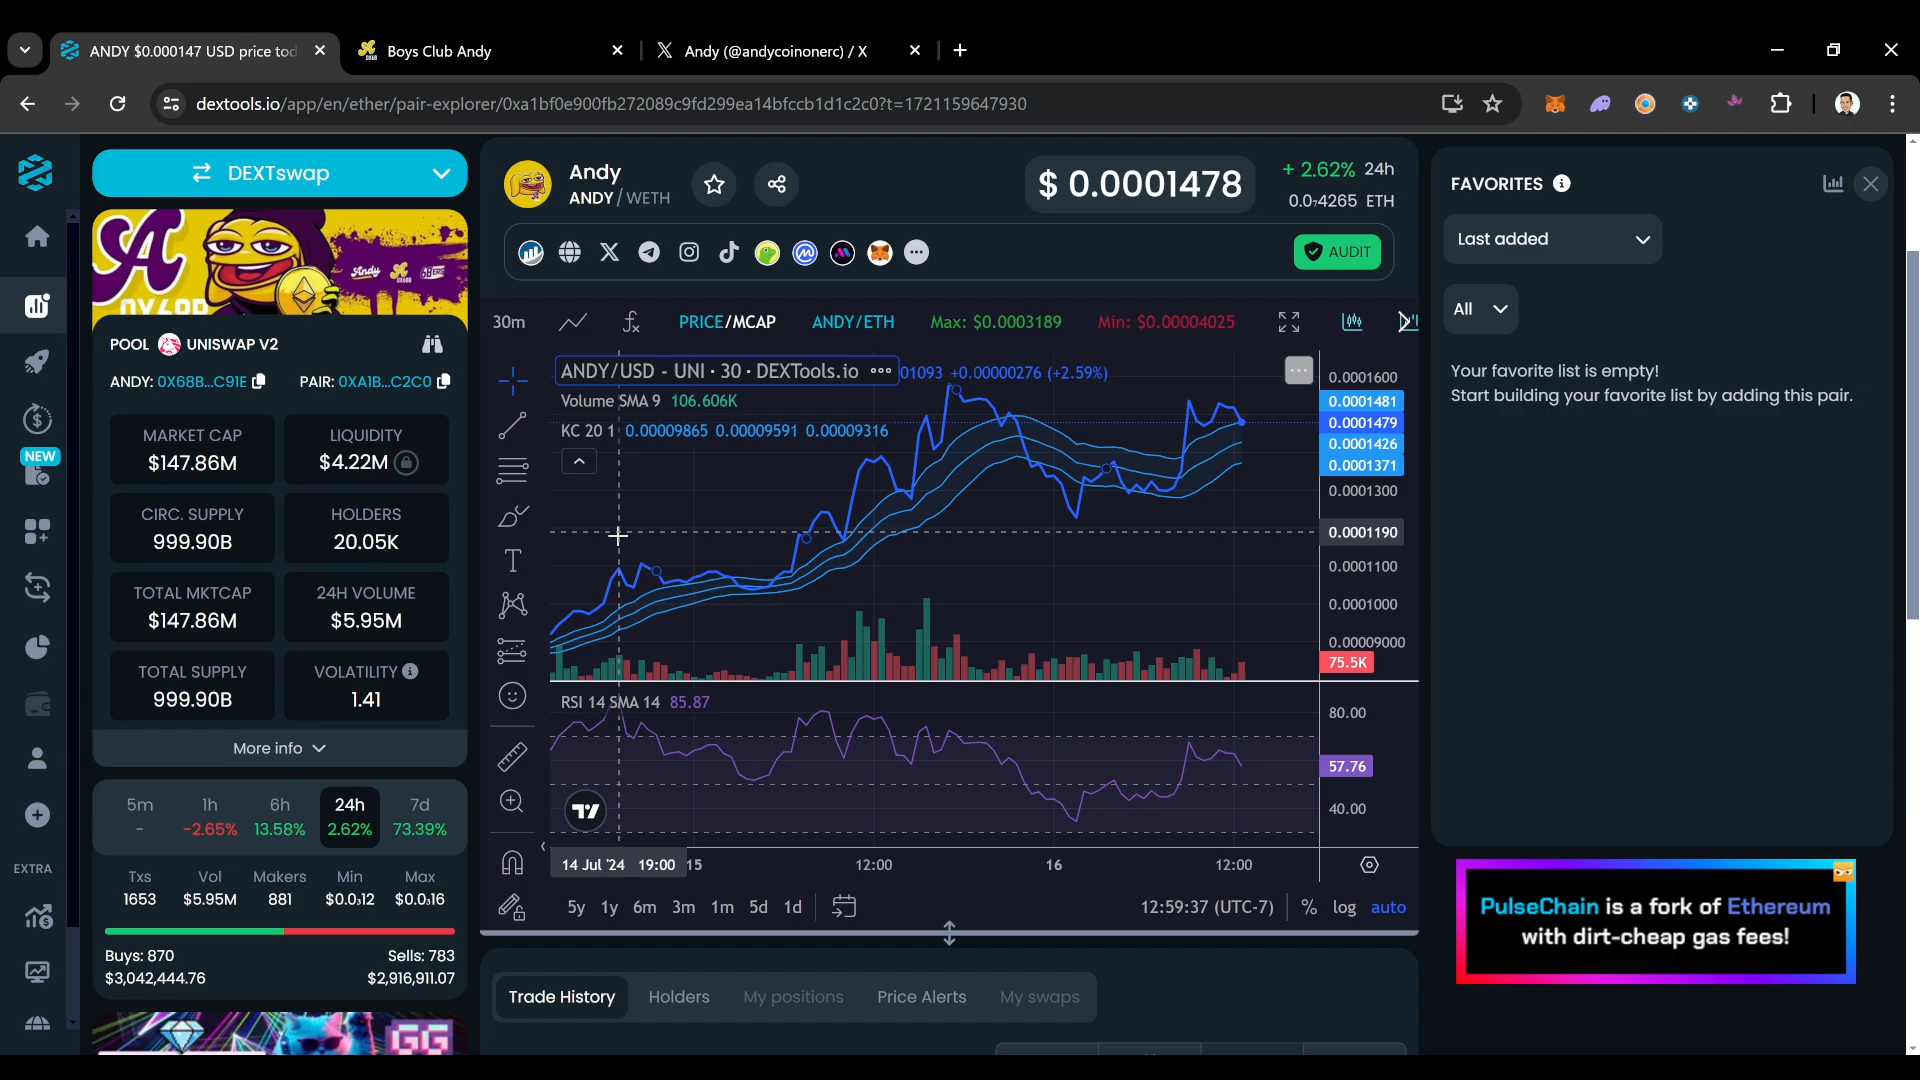 ANDY $0.000147 USD price tod
Boys Club Andy
Andy (@andycoinonerc) / X
dextools.io/app/en/ether/pair-explorer/0xa1bf0e900fb272089c9fd299ea14bfccb1d1c2c0?t=1721159647930
DEXTswap
Andy
ANDY / WETH
$ 0.0001478
+ 2.62% 24h
0.0₇4265 ETH
FAVORITES
Last added
All
Your favorite list is empty!
Start building your favorite list by adding this pair.
AUDIT
POOL UNISWAP V2
ANDY: 0X68B...C91E
PAIR: 0XA1B...C2C0
MARKET CAP
$147.86M
LIQUIDITY
$4.22M
CIRC. SUPPLY
999.90B
HOLDERS
20.05K
TOTAL MKTCAP
$147.86M
24H VOLUME
$5.95M
TOTAL SUPPLY
999.90B
VOLATILITY
1.41
More info
5m 1h 6h 24h 7d
- -2.65% 13.58% 2.62% 73.39%
Txs Vol Makers Min Max
1653 $5.95M 881 $0.0₃12 $0.0₃16
Buys: 870 Sells: 783
$3,042,444.76 $2,916,911.07
NEW
EXTRA
30m PRICE/MCAP ANDY/ETH Max: $0.0003189 Min: $0.00004025
ANDY/USD - UNI · 30 · DEXTools.io 01093 +0.00000276 (+2.59%)
Volume SMA 9 106.606K
KC 20 1 0.00009865 0.00009591 0.00009316
0.0001600
0.0001481
0.0001479
0.0001426
0.0001371
0.0001300
0.0001190
0.0001100
0.0001000
0.00009000
75.5K
RSI 14 SMA 14 85.87
80.00
57.76
40.00
14 Jul '24 19:00 15 12:00 16 12:00
5y 1y 6m 3m 1m 5d 1d
12:59:37 (UTC-7) % log auto
Trade History Holders My positions Price Alerts My swaps
PulseChain is a fork of Ethereum
with dirt-cheap gas fees!
Andy
GG